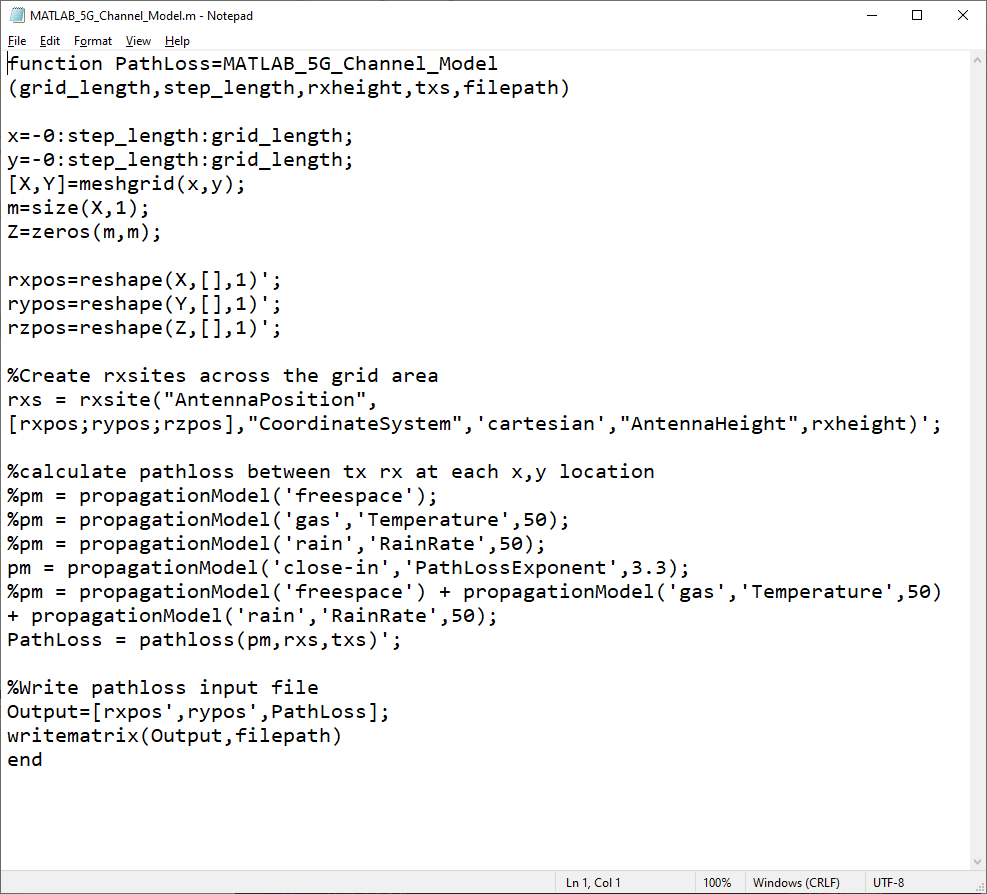 MATLAB_5G_Channel_Model.m - Notepad
File Edit Format View Help
function PathLoss=MATLAB_5G_Channel_Model
(grid_length,step_length,rxheight,txs,filepath)
x=-0:step_length:grid_length;
y=-0:step_length:grid_length;
[X,Y]=meshgrid(x,y);
m=size(X,1);
Z=zeros(m,m);
rxpos=reshape(X,[],1)';
rypos=reshape(Y,[],1)';
rzpos=reshape(Z,[],1)';
%Create rxsites across the grid area
rxs = rxsite("AntennaPosition",
[rxpos;rypos;rzpos],"CoordinateSystem",'cartesian',"AntennaHeight",rxheight)';
%calculate pathloss between tx rx at each x,y location
%pm = propagationModel('freespace');
%pm = propagationModel('gas','Temperature',50);
%pm = propagationModel('rain','RainRate',50);
pm = propagationModel('close-in','PathLossExponent',3.3);
%pm = propagationModel('freespace') + propagationModel('gas','Temperature',50)
+ propagationModel('rain','RainRate',50);
PathLoss = pathloss(pm,rxs,txs)';
%Write pathloss input file
Output=[rxpos',rypos',PathLoss];
writematrix(Output,filepath)
end
Ln 1, Col 1 100% Windows (CRLF) UTF-8